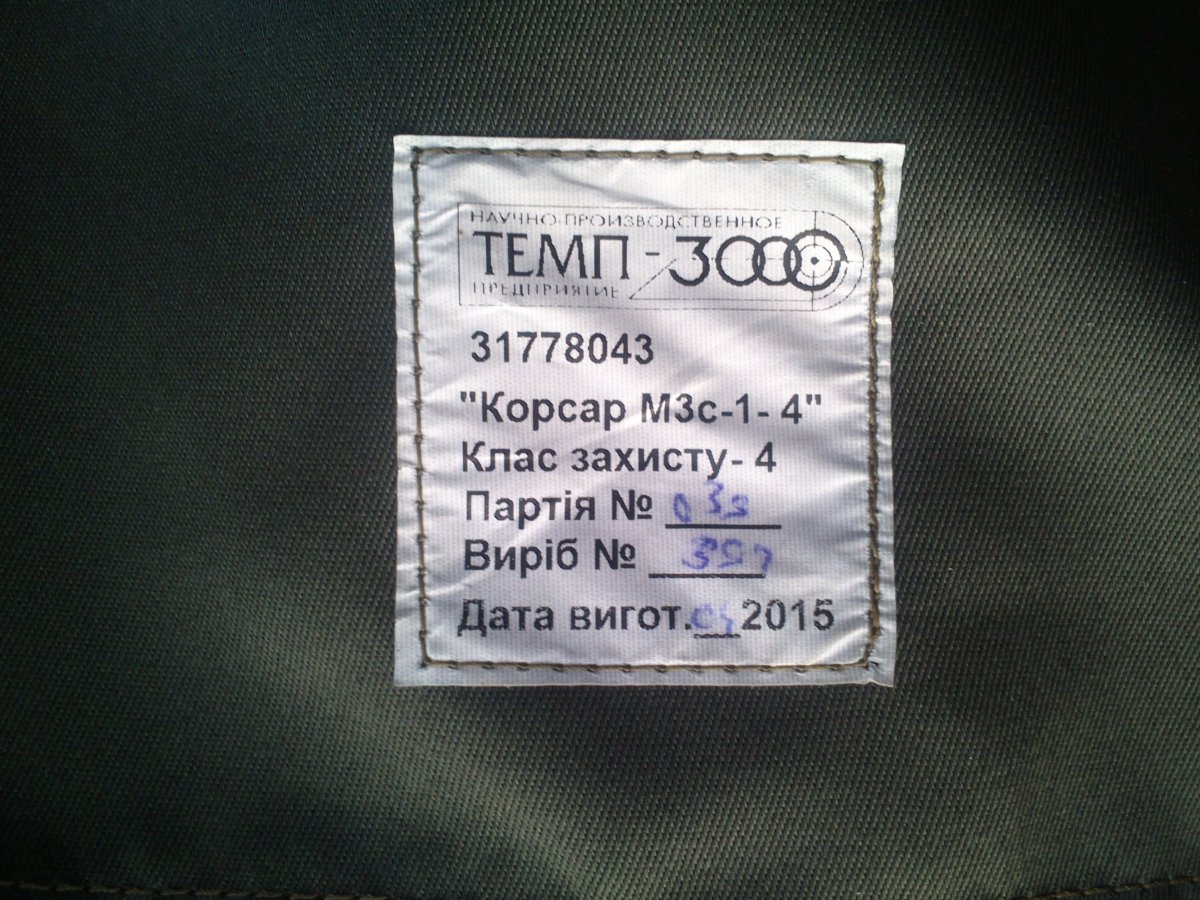 НАУЧНО-ПРОИЗВОДСТВЕННОЕ
ТЕМП-3000
ПРЕДПРИЯТИЕ
31778043
"Корсар М3с-1- 4"
Клас захисту- 4
Партія №
Виріб №
Дата вигот. 2015